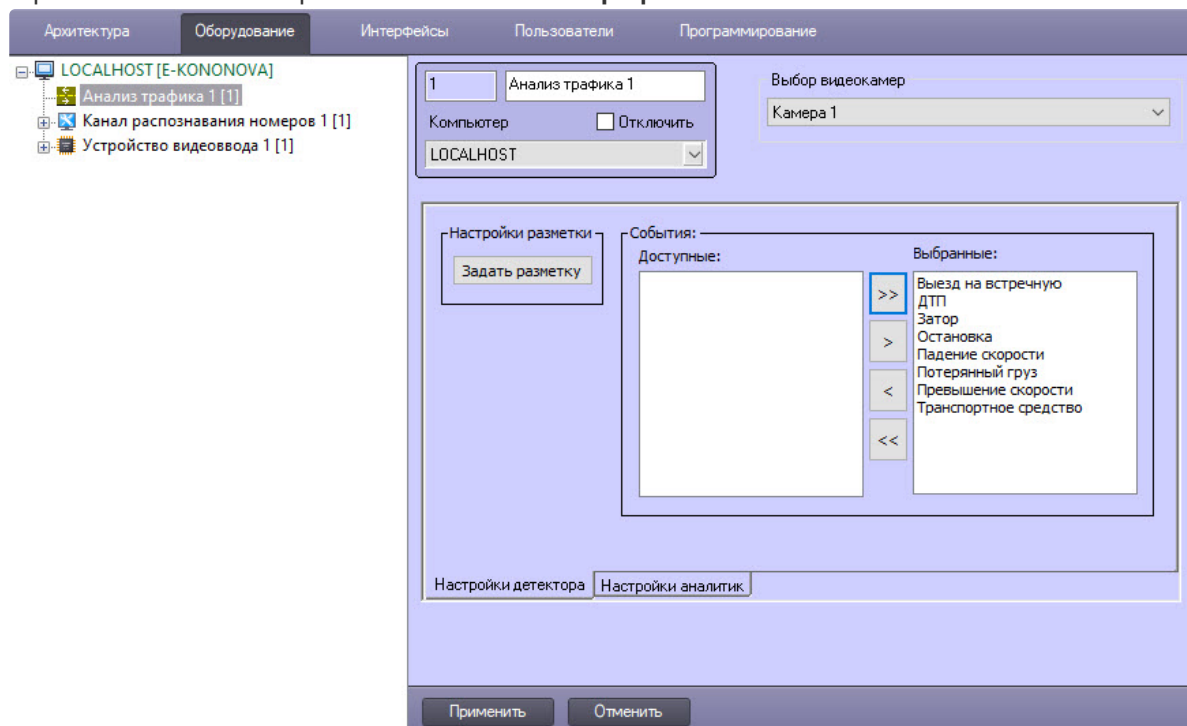 Архитектура Оборудование Интерфейсы Пользователи Программирование
LOCALHOST [E-KONONOVA]
Анализ трафика 1 [1]
Канал распознавания номеров 1 [1]
Устройство видеоввода 1 [1]
1 Анализ трафика 1
Компьютер Отключить
LOCALHOST
Выбор видеокамер
Камера 1
Настройки разметки
Задать разметку
События:
Доступные:
>>
>
<
<<
Выбранные:
Выезд на встречную
ДТП
Затор
Остановка
Падение скорости
Потерянный груз
Превышение скорости
Транспортное средство
Настройки детектора Настройки аналитик
Применить Отменить